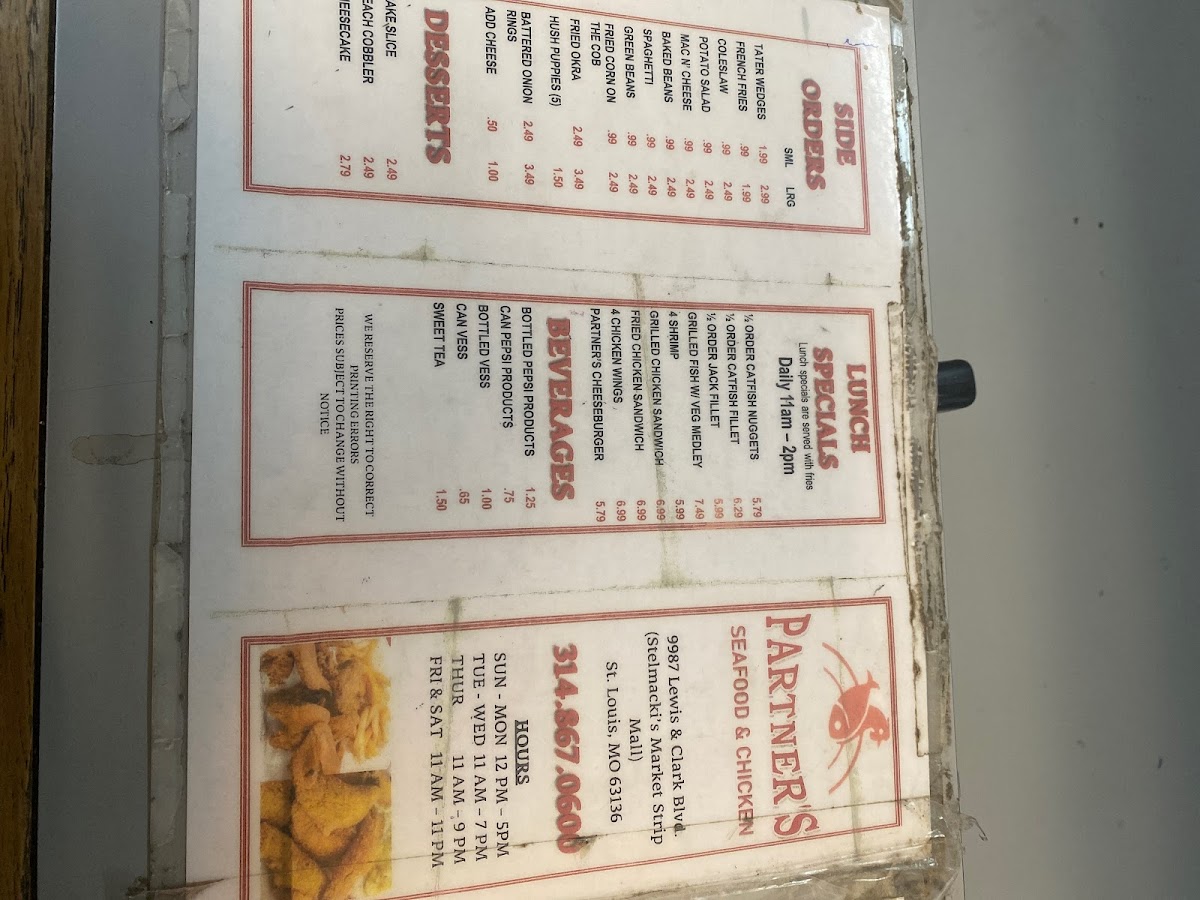 SIDE
ORDERS
SML LRG
TATER WEDGES 1.99 2.99
FRENCH FRIES .99 1.99
COLESLAW .99 2.49
POTATO SALAD .99 2.49
MAC N' CHEESE .99 2.49
BAKED BEANS .99 2.49
SPAGHETTI .99 2.49
GREEN BEANS .99 2.49
FRIED CORN ON .99 2.49
THE COB
FRIED OKRA 2.49 3.49
HUSH PUPPIES (5) 1.50
BATTERED ONION 2.49 3.49
RINGS
ADD CHEESE .50 1.00
DESSERTS
AKE SLICE 2.49
EACH COBBLER 2.49
HEESECAKE 2.79
LUNCH
SPECIALS
Lunch specials are served with fries
Daily 11am – 2pm
½ ORDER CATFISH NUGGETS 5.79
½ ORDER CATFISH FILLET 6.29
½ ORDER JACK FILLET 5.99
GRILLED FISH W/ VEG MEDLEY 7.49
4 SHRIMP 5.99
GRILLED CHICKEN SANDWICH 6.99
FRIED CHICKEN SANDWICH 6.99
4 CHICKEN WINGS 6.99
PARTNER'S CHEESEBURGER 5.79
BEVERAGES
BOTTLED PEPSI PRODUCTS 1.25
CAN PEPSI PRODUCTS .75
BOTTLED VESS 1.00
CAN VESS .65
SWEET TEA 1.50
WE RESERVE THE RIGHT TO CORRECT
PRINTING ERRORS
PRICES SUBJECT TO CHANGE WITHOUT
NOTICE
PARTNER'S
SEAFOOD & CHICKEN
9987 Lewis & Clark Blvd.
(Stelmacki's Market Strip
Mall)
St. Louis, MO 63136
314.867.0600
HOURS
SUN - MON 12 PM – 5PM
TUE - WED 11 AM - 7 PM
THUR 11 AM – 9 PM
FRI & SAT 11 AM – 11 PM